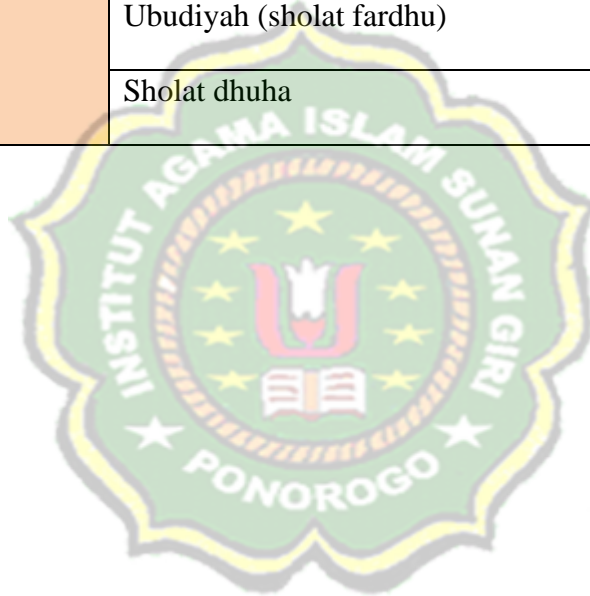 Ubudiyah (sholat fardhu)
Sholat dhuha
INSTITUT AGAMA ISLAM SUNAN GIRI
PONOROGO